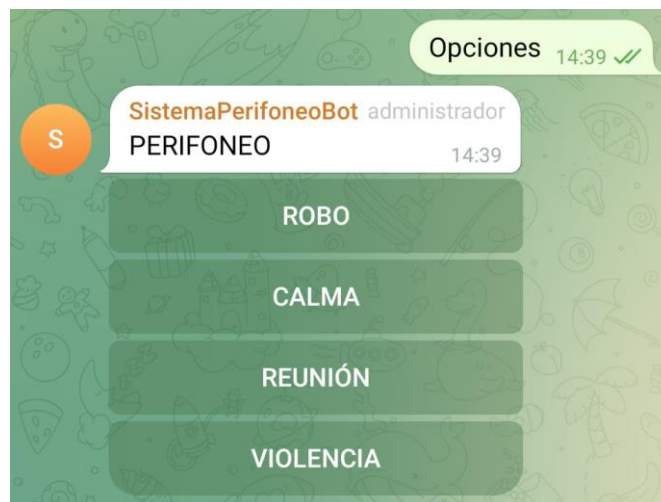 Opciones 14:39
SistemaPerifoneoBot administrador
S
PERIFONEO
14:39
ROBO
CALMA
REUNIÓN
VIOLENCIA